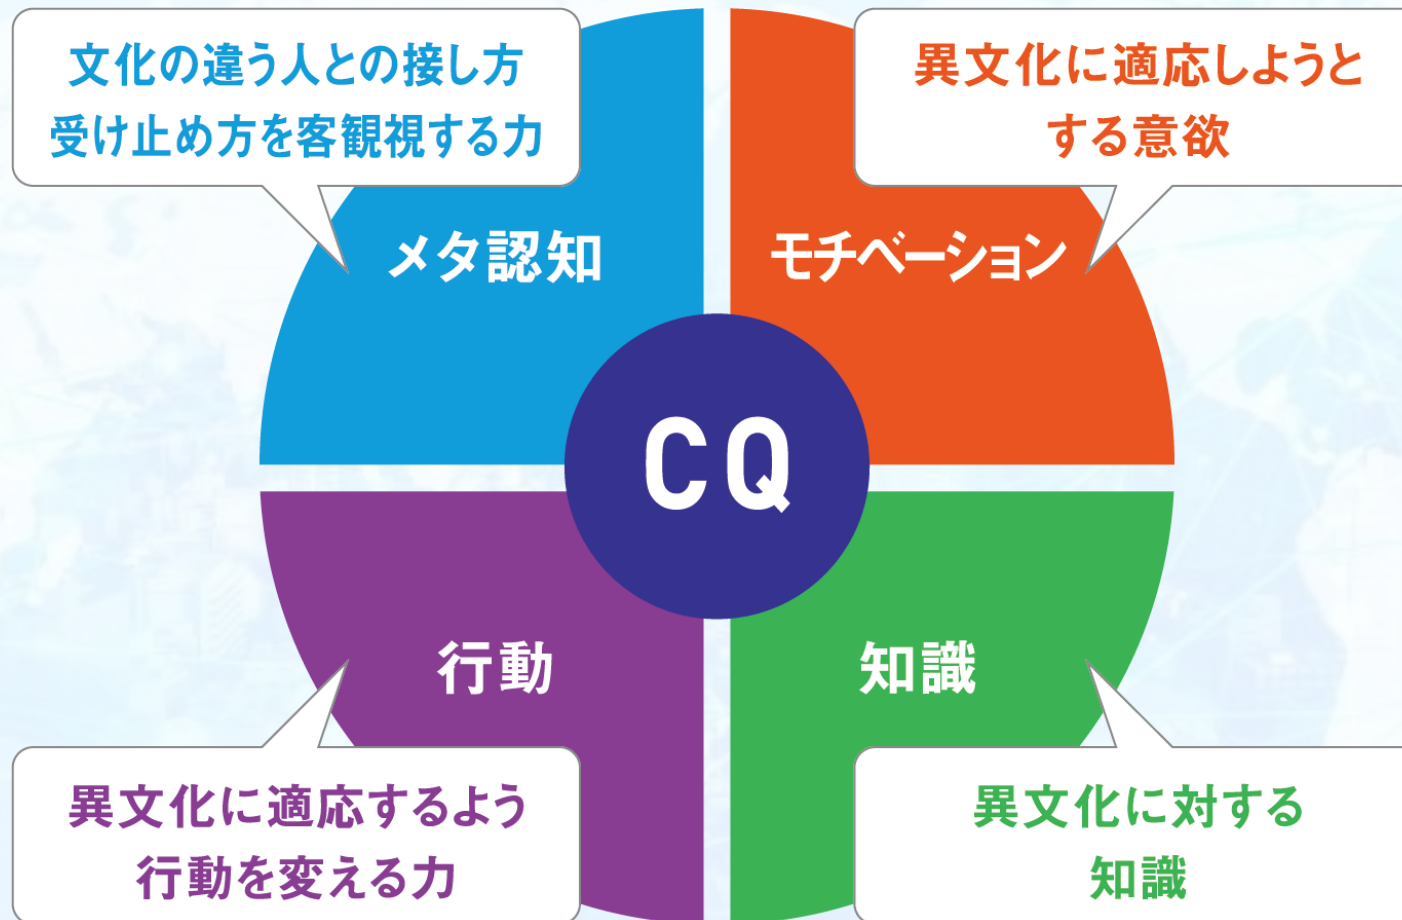 文化の違う人との接し方
受け止め方を客観視する力
異文化に適応しようと
する意欲
メタ認知
モチベーション
CQ
行動
知識
異文化に適応するよう
行動を変える力
異文化に対する
知識